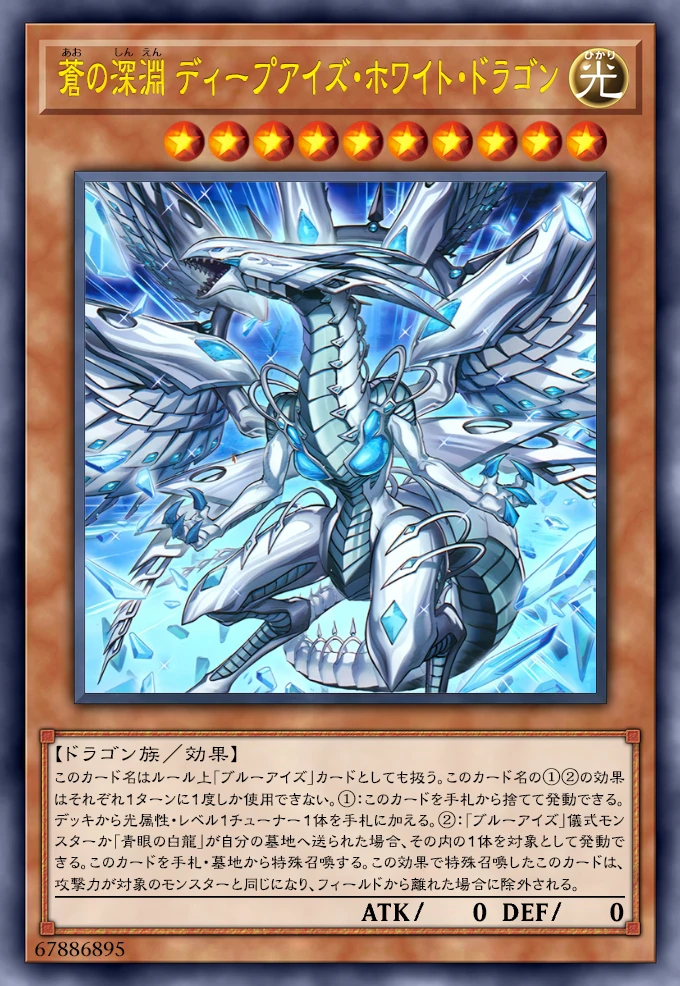 あお しん えん
蒼の深淵 ディープアイズ・ホワイト・ドラゴン
ひかり
光
【ドラゴン族／効果】
このカード名はルール上「ブルーアイズ」カードとしても扱う。このカード名の①②の効果
はそれぞれ1ターンに1度しか使用できない。①：このカードを手札から捨てて発動できる。
デッキから光属性・レベル1チューナー1体を手札に加える。②：「ブルーアイズ」儀式モン
スターか「青眼の白龍」が自分の墓地へ送られた場合、その内の1体を対象として発動で
きる。このカードを手札・墓地から特殊召喚する。この効果で特殊召喚したこのカードは、
攻撃力が対象のモンスターと同じになり、フィールドから離れた場合に除外される。
ATK/ 0 DEF/ 0
67886895